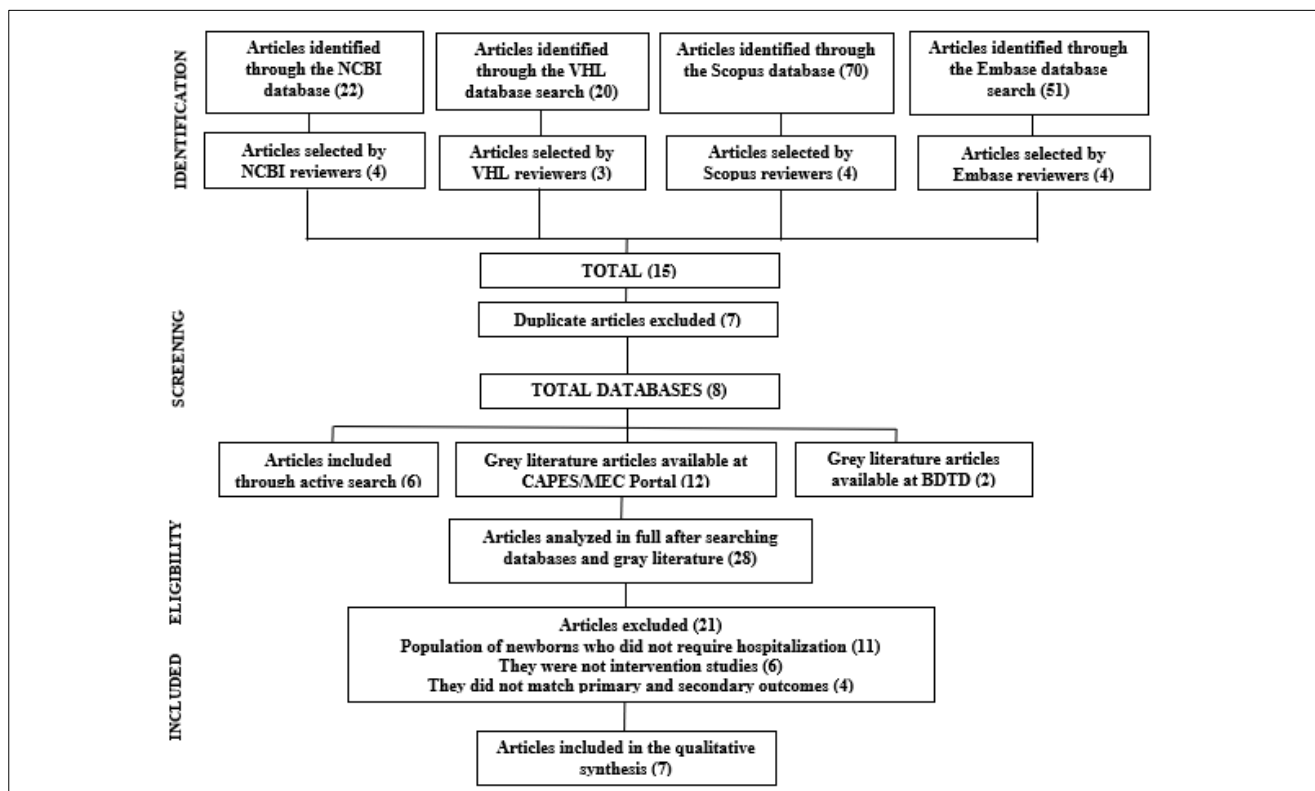 IDENTIFICATION
Articles identified
through the NCBI
database (22)
Articles identified
through the VHL
database search (20)
Articles identified through
the Scopus database (70)
Articles identified through
the Embase database
search (51)
Articles selected by
NCBI reviewers (4)
Articles selected by
VHL reviewers (3)
Articles selected by
Scopus reviewers (4)
Articles selected by
Embase reviewers (4)
TOTAL (15)
SCREENING
Duplicate articles excluded (7)
TOTAL DATABASES (8)
Articles included
through active search (6)
Grey literature articles available at
CAPES/MEC Portal (12)
Grey literature articles
available at BDTD (2)
ELIGIBILITY
Articles analyzed in full after searching
databases and gray literature (28)
Articles excluded (21)
Population of newborns who did not require hospitalization (11)
They were not intervention studies (6)
They did not match primary and secondary outcomes (4)
INCLUDED
Articles included in the qualitative
synthesis (7)